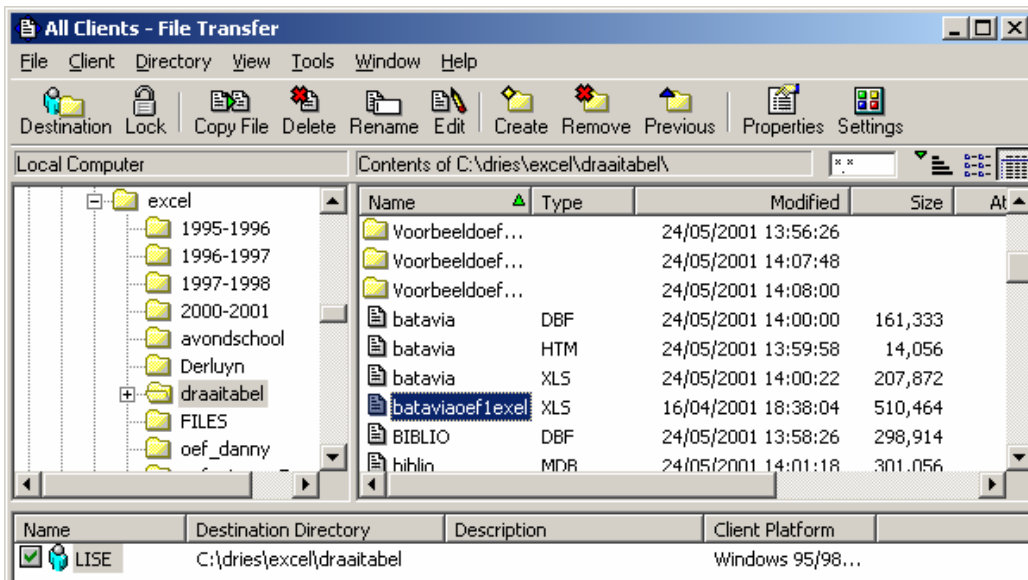 All Clients - File Transfer
File Client Directory View Tools Window Help
Destination Lock Copy File Delete Rename Edit Create Remove Previous Properties Settings
Local Computer
Contents of C:\dries\excel\draaitabel\
*.*
excel
1995-1996
1996-1997
1997-1998
2000-2001
avondschool
Derluyn
draaitabel
FILES
oef_danny
Name Type Modified Size At
Voorbeeldoef... 24/05/2001 13:56:26
Voorbeeldoef... 24/05/2001 14:07:48
Voorbeeldoef... 24/05/2001 14:08:00
batavia DBF 24/05/2001 14:00:00 161,333
batavia HTM 24/05/2001 13:59:58 14,056
batavia XLS 24/05/2001 14:00:22 207,872
bataviaoef1exel XLS 16/04/2001 18:38:04 510,464
BIBLIO DBF 24/05/2001 13:58:26 298,914
biblio MDB 24/05/2001 14:01:18 301,056
Name Destination Directory Description Client Platform
LISE C:\dries\excel\draaitabel Windows 95/98...